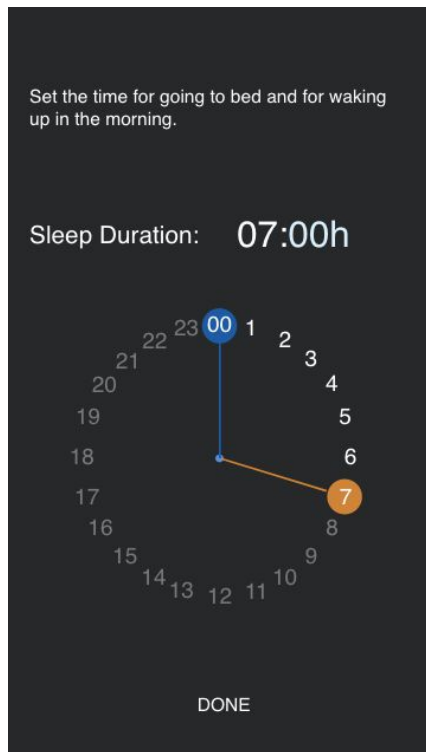 Set the time for going to bed and for waking
up in the morning.
Sleep Duration: 07:00h
23 00 1
22 2
21 3
20 4
19 5
18 6
17 7
16 8
15 9
14 10
13 12 11
DONE